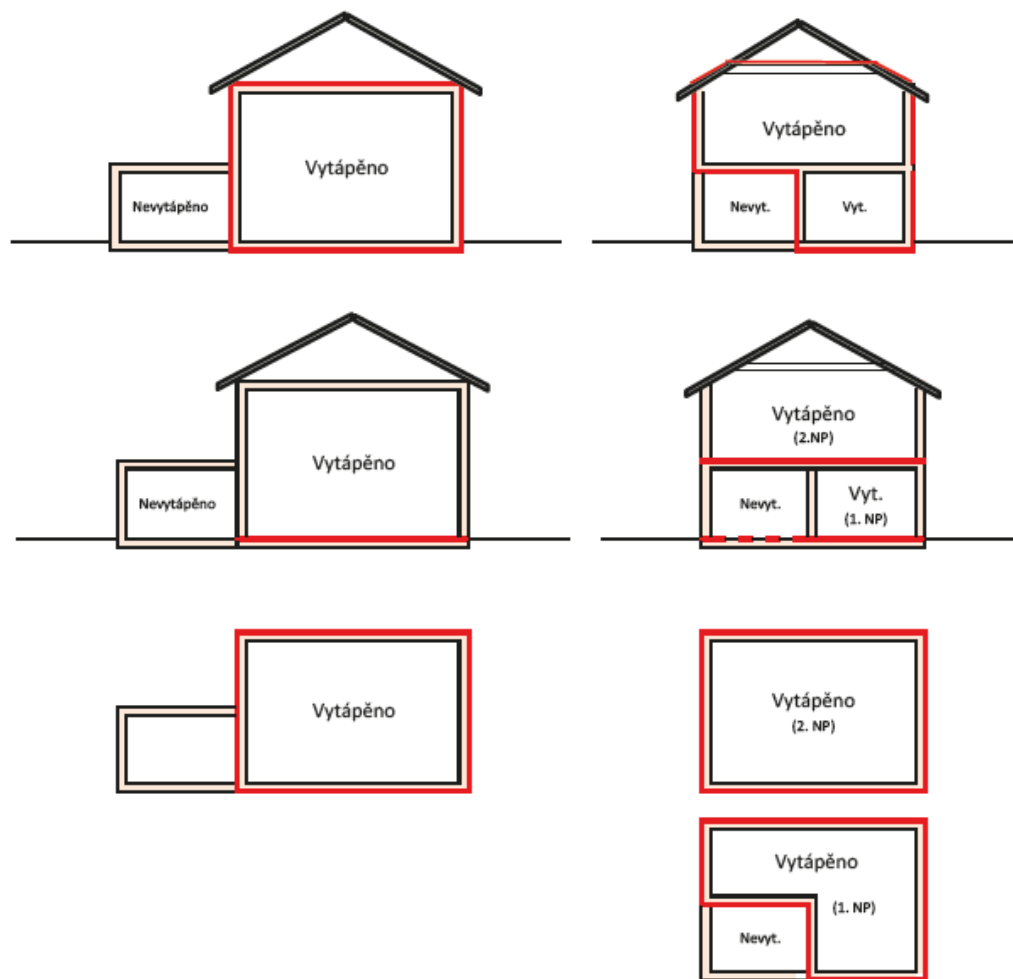 Vytápěno
Nevytápěno
Vytápěno
Nevyt.
Vyt.
Vytápěno
Nevytápěno
Vytápěno
(2.NP)
Nevyt.
Vyt.
(1. NP)
Vytápěno
Vytápěno
(2. NP)
Vytápěno
(1. NP)
Nevyt.